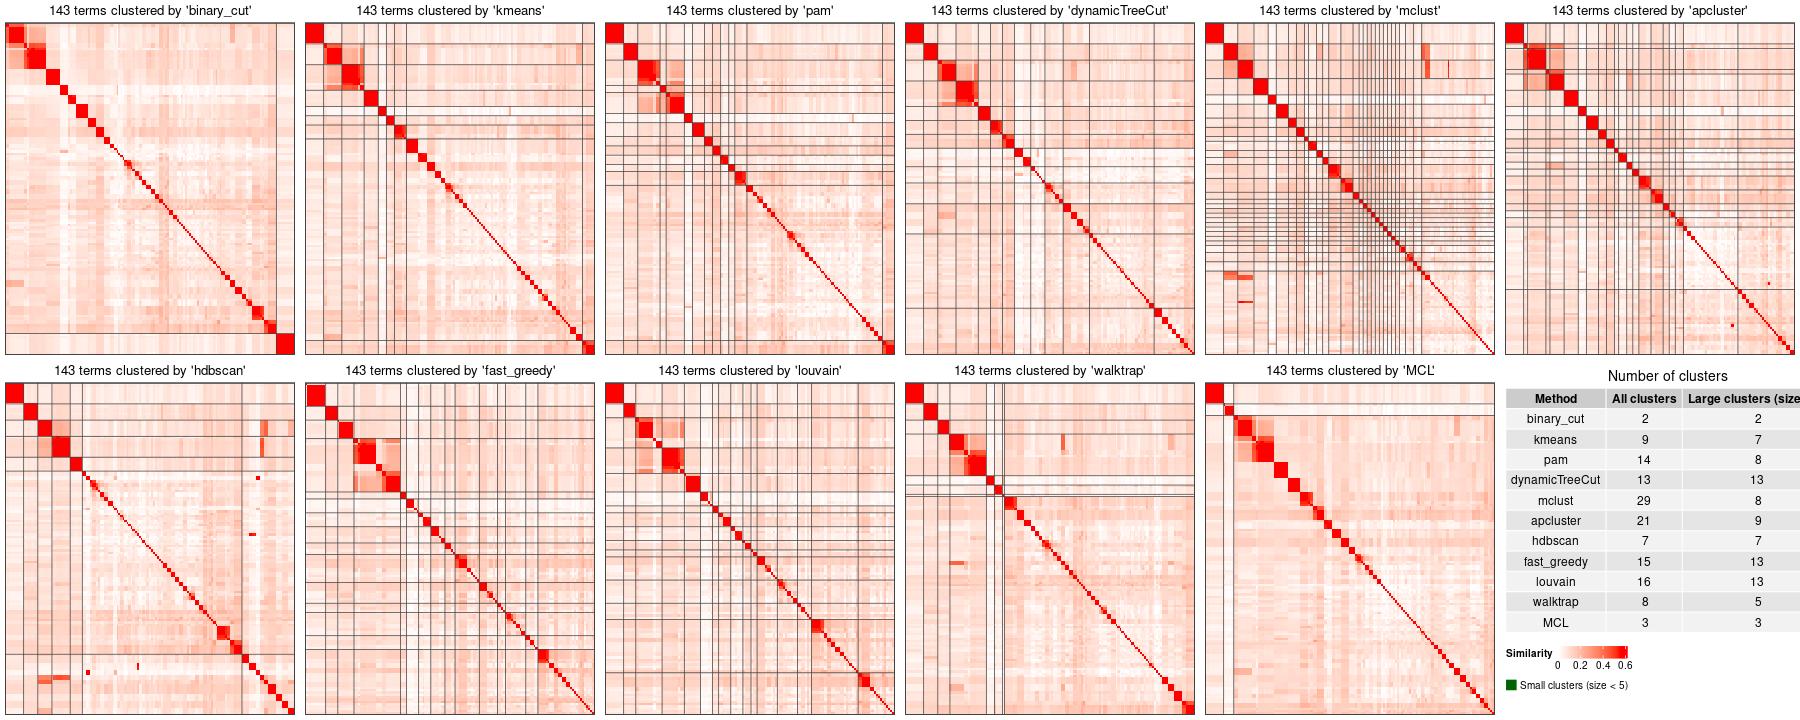 143 terms clustered by 'binary_cut'
143 terms clustered by 'kmeans'
143 terms clustered by 'pam'
143 terms clustered by 'dynamicTreeCut'
143 terms clustered by 'mclust'
143 terms clustered by 'apcluster'
143 terms clustered by 'hdbscan'
143 terms clustered by 'fast_greedy'
143 terms clustered by 'louvain'
143 terms clustered by 'walktrap'
143 terms clustered by 'MCL'
Number of clusters
Method All clusters Large clusters (size
binary_cut 2 2
kmeans 9 7
pam 14 8
dynamicTreeCut 13 13
mclust 29 8
apcluster 21 9
hdbscan 7 7
fast_greedy 15 13
louvain 16 13
walktrap 8 5
MCL 3 3
Similarity
0 0.2 0.4 0.6
Small clusters (size < 5)